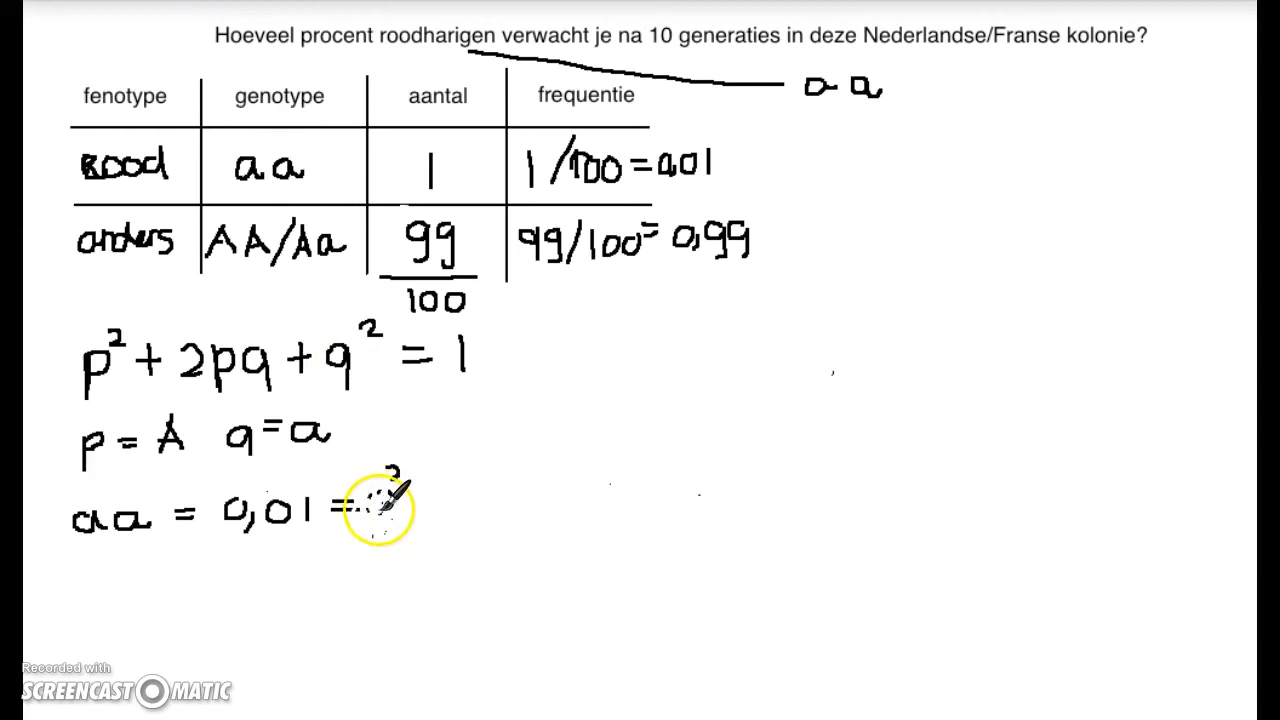 Hoeveel procent roodharigen verwacht je na 10 generaties in deze Nederlandse/Franse kolonie?
a a
fenotype genotype aantal frequentie
Rood aa 1 1/100=0,01
anders AA/Aa 99 99/100=0,99
100
p² + 2pq + q² = 1
p = A q = a
aa = 0,01 =
Recorded with
SCREENCAST O MATIC